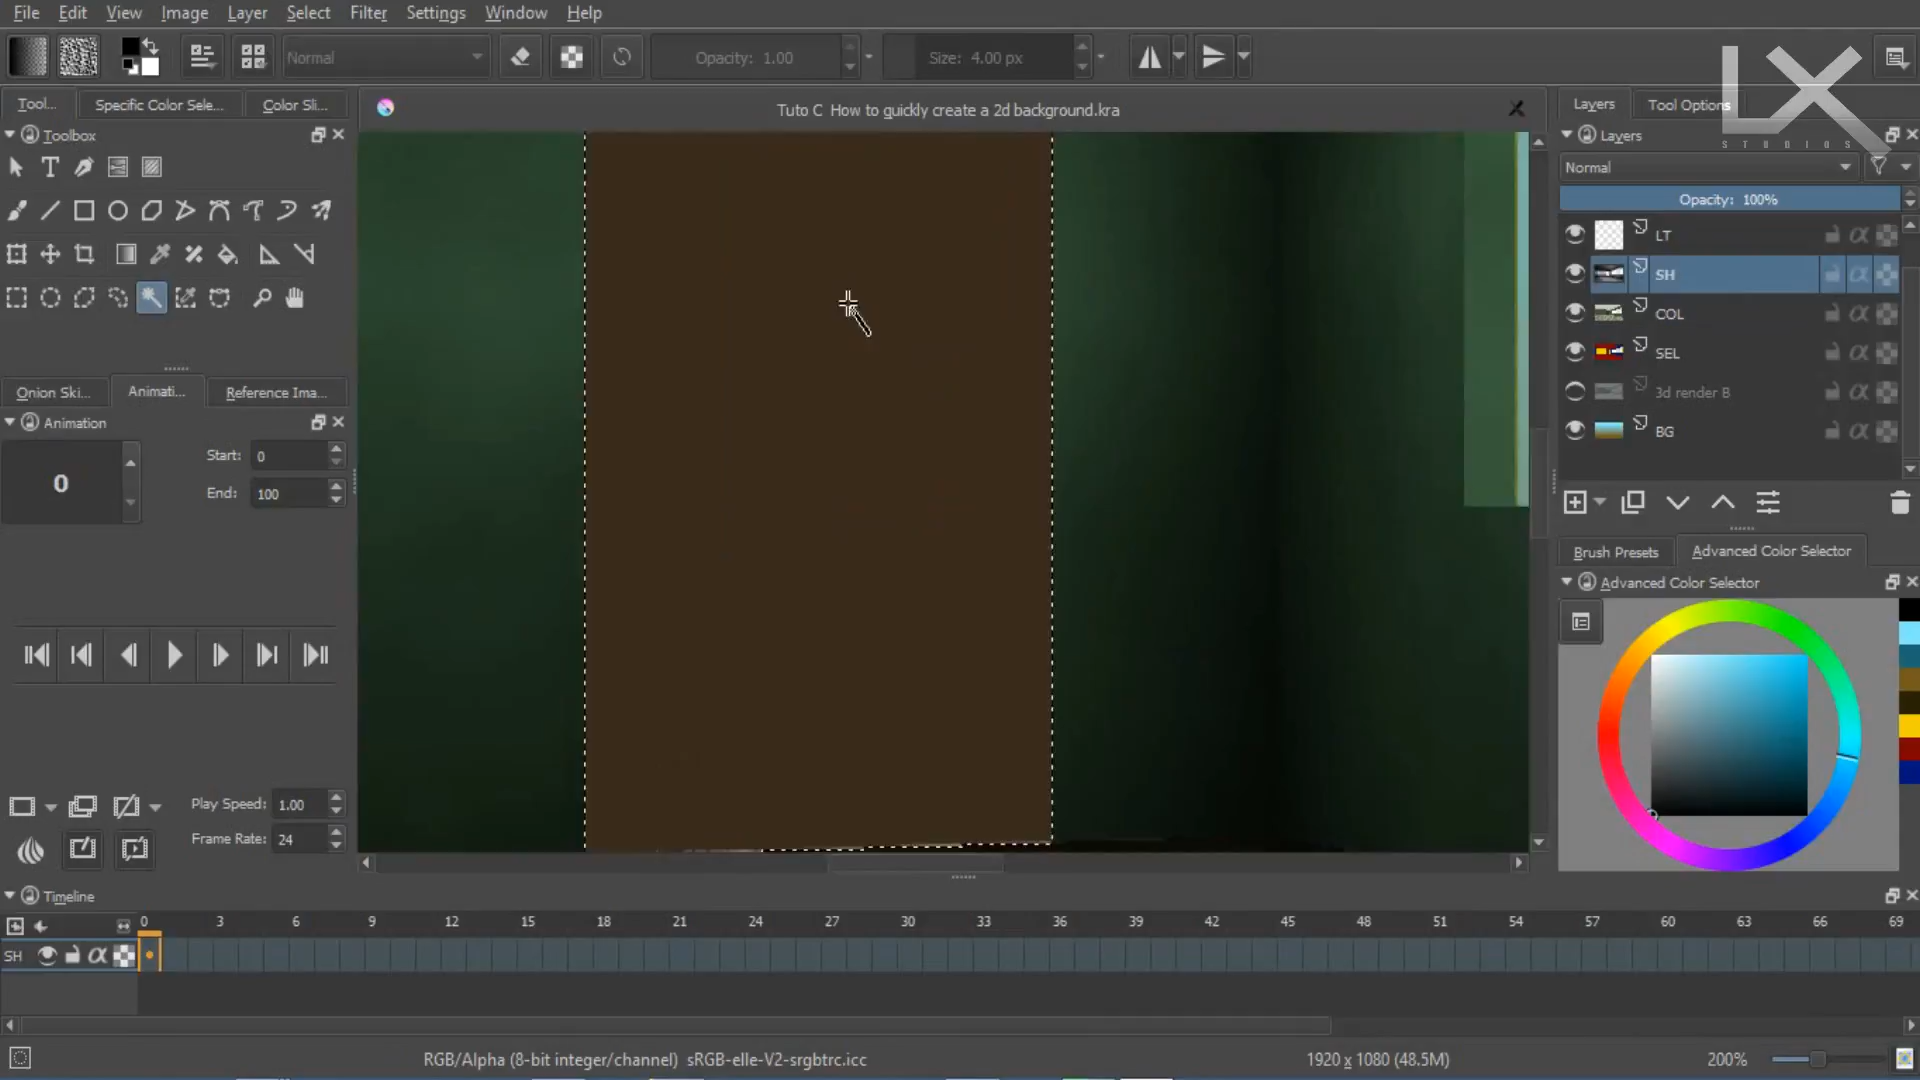 File Edit View Image Layer Select Filter Settings Window Help
Normal
Opacity: 1.00
Size: 4.00 px
LX
STUDIOS
Tool... Specific Color Sele... Color Sli...
Toolbox
Tuto C How to quickly create a 2d background.kra
Layers Tool Options
Layers
Normal
Opacity: 100%
LT
SH
COL
SEL
3d render B
BG
Onion Ski... Animati... Reference Ima...
Animation
0
Start: 0
End: 100
Play Speed: 1.00
Frame Rate: 24
Brush Presets Advanced Color Selector
Advanced Color Selector
Timeline
0 3 6 9 12 15 18 21 24 27 30 33 36 39 42 45 48 51 54 57 60 63 66 69
SH
RGB/Alpha (8-bit integer/channel) sRGB-elle-V2-srgbtrc.icc
1920 x 1080 (48.5M)
200%